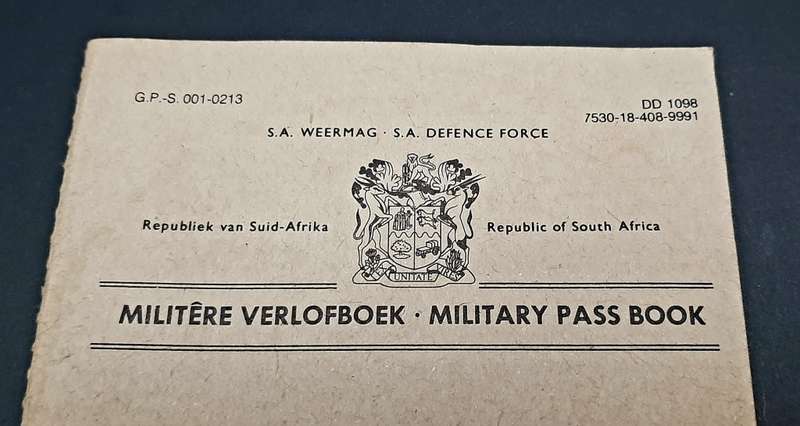 G.P.-S. 001-0213
DD 1098
7530-18-408-9991
S.A. WEERMAG · S.A. DEFENCE FORCE
Republiek van Suid-Afrika
Republic of South Africa
UNITATE
MILITÊRE VERLOFBOEK · MILITARY PASS BOOK